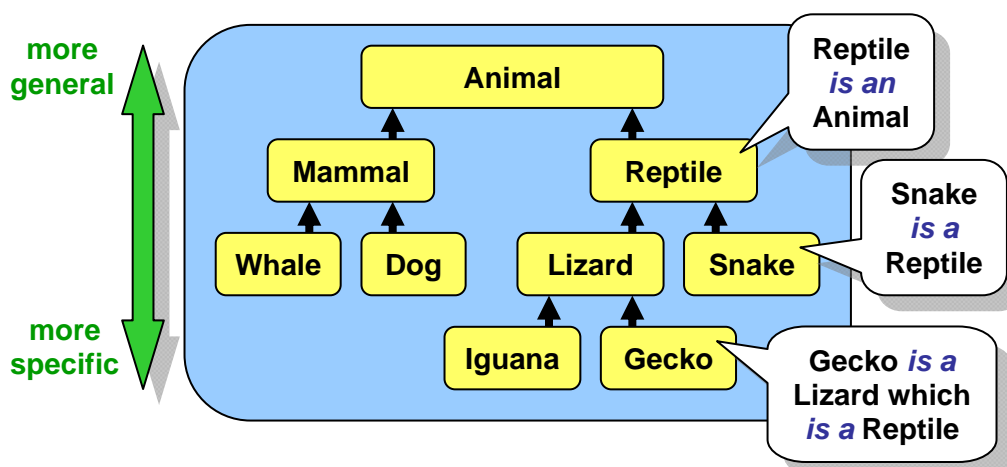 more
general
Animal
Reptile
is an
Animal
Mammal
Reptile
Snake
is a
Reptile
Whale
Dog
Lizard
Snake
more
specific
Iguana
Gecko
Gecko is a
Lizard which
is a Reptile